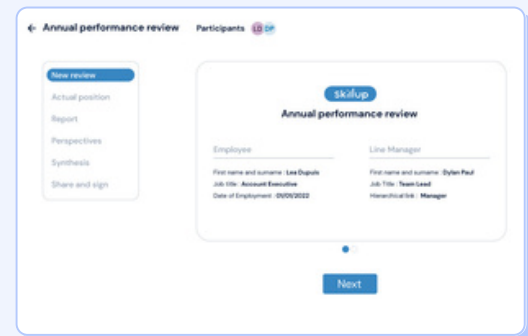 ← Annual performance review Participants LD DP
New review
Actual position
Report
Perspectives
Synthesis
Share and sign
Skillup
Annual performance review
Employee
First name and surname : Lea Dupuis
Job title : Account Executive
Date of Employment : 01/01/2022
Line Manager
First name and surname : Dylan Paul
Job Title : Team Lead
Hierarchical link : Manager
Next